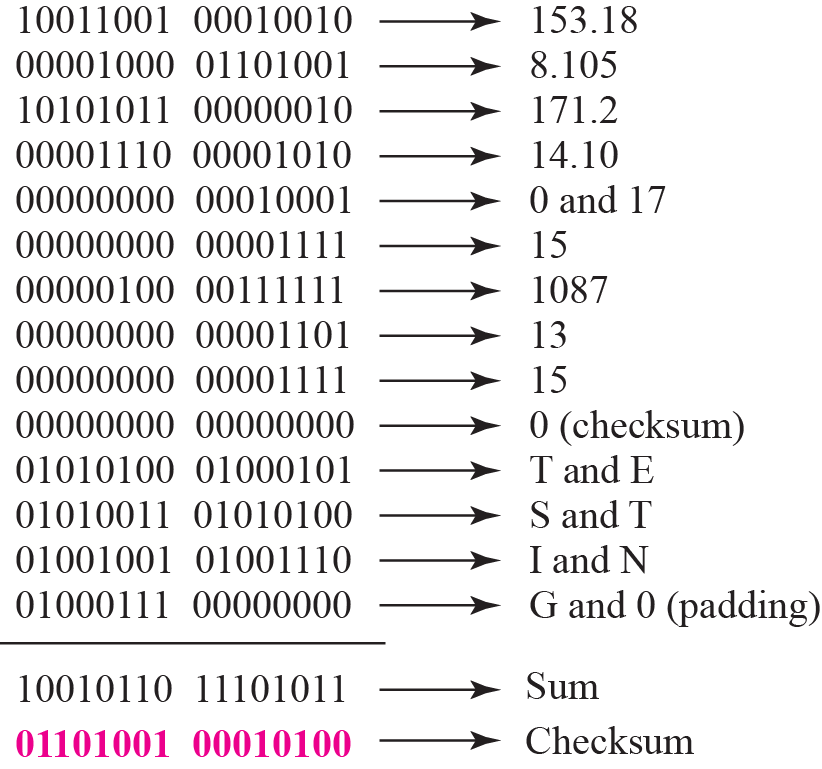 10011001 00010010 → 153.18
00001000 01101001 → 8.105
10101011 00000010 → 171.2
00001110 00001010 → 14.10
00000000 00010001 → 0 and 17
00000000 00001111 → 15
00000100 00111111 → 1087
00000000 00001101 → 13
00000000 00001111 → 15
00000000 00000000 → 0 (checksum)
01010100 01000101 → T and E
01010011 01010100 → S and T
01001001 01001110 → I and N
01000111 00000000 → G and 0 (padding)
10010110 11101011 → Sum
01101001 00010100 → Checksum